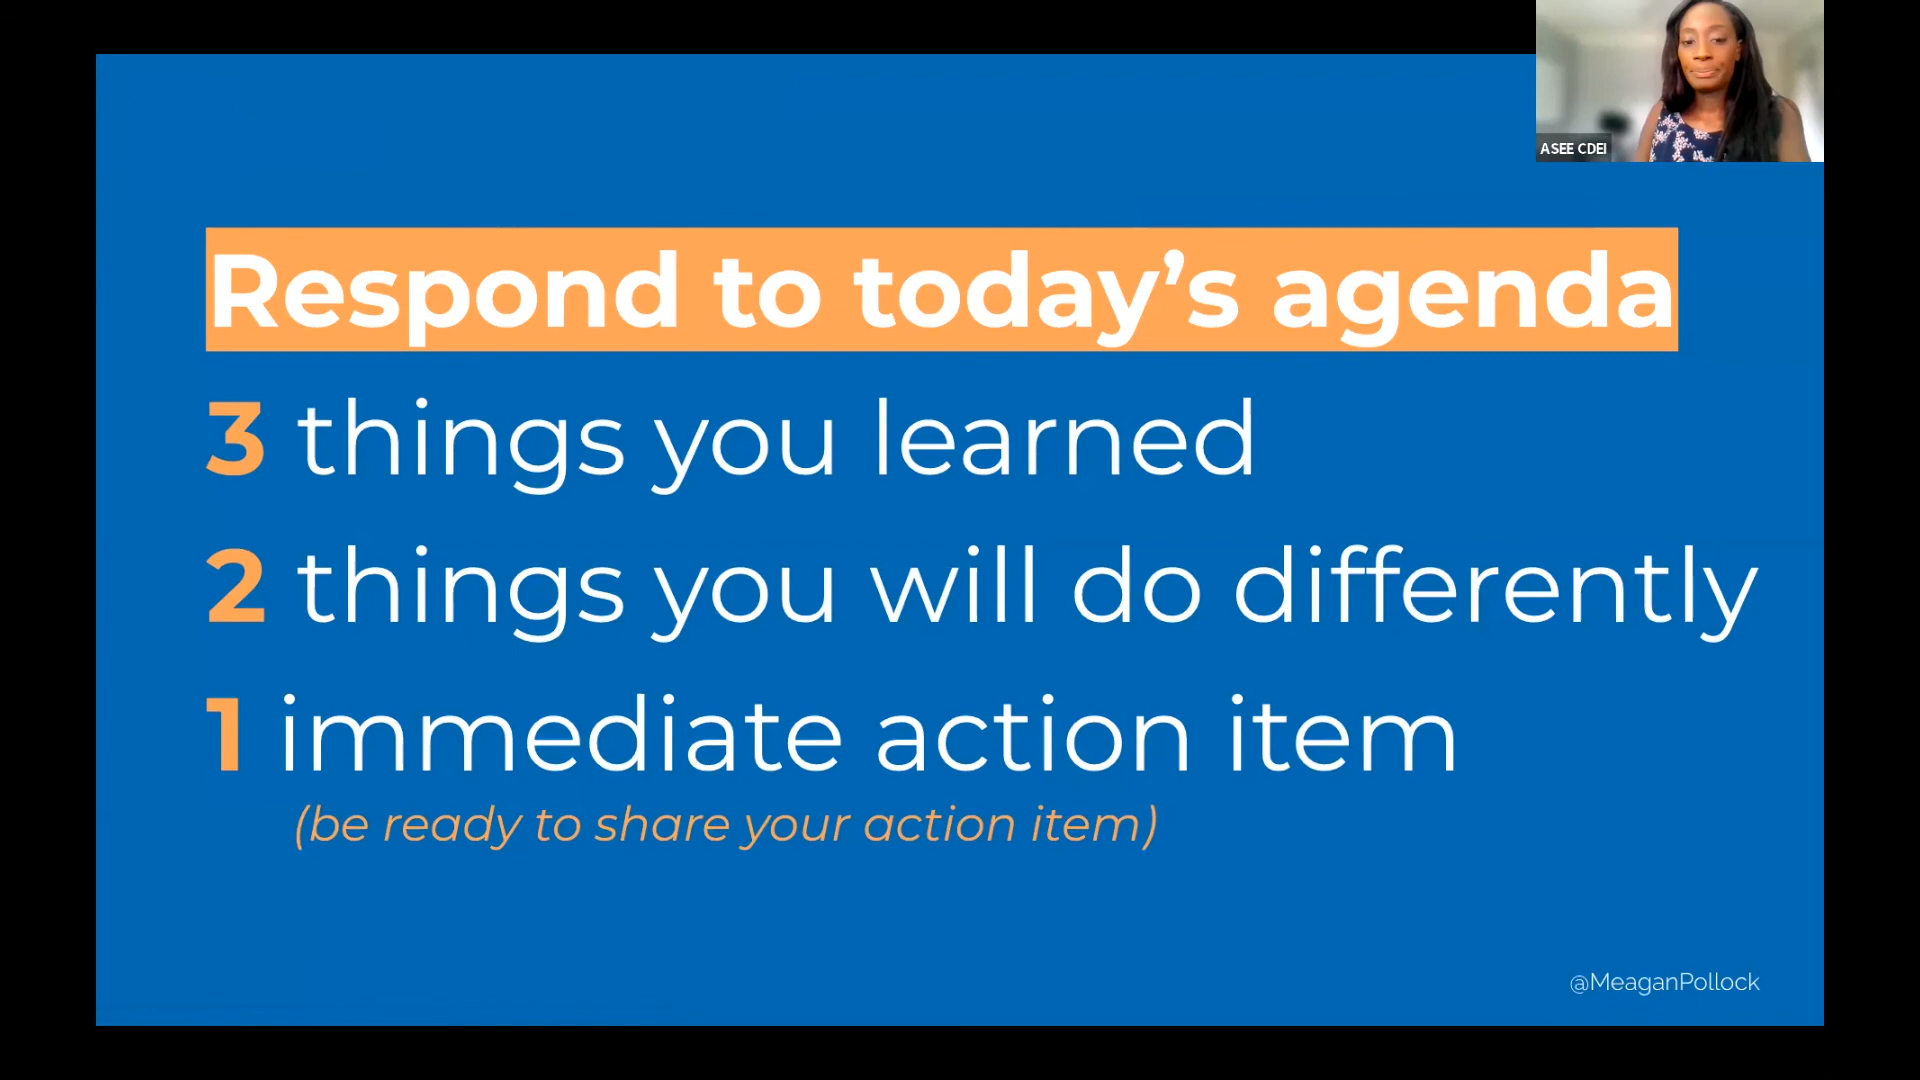 ASEE CDEI
Respond to today’s agenda
3 things you learned
2 things you will do differently
1 immediate action item
(be ready to share your action item)
@MeaganPollock